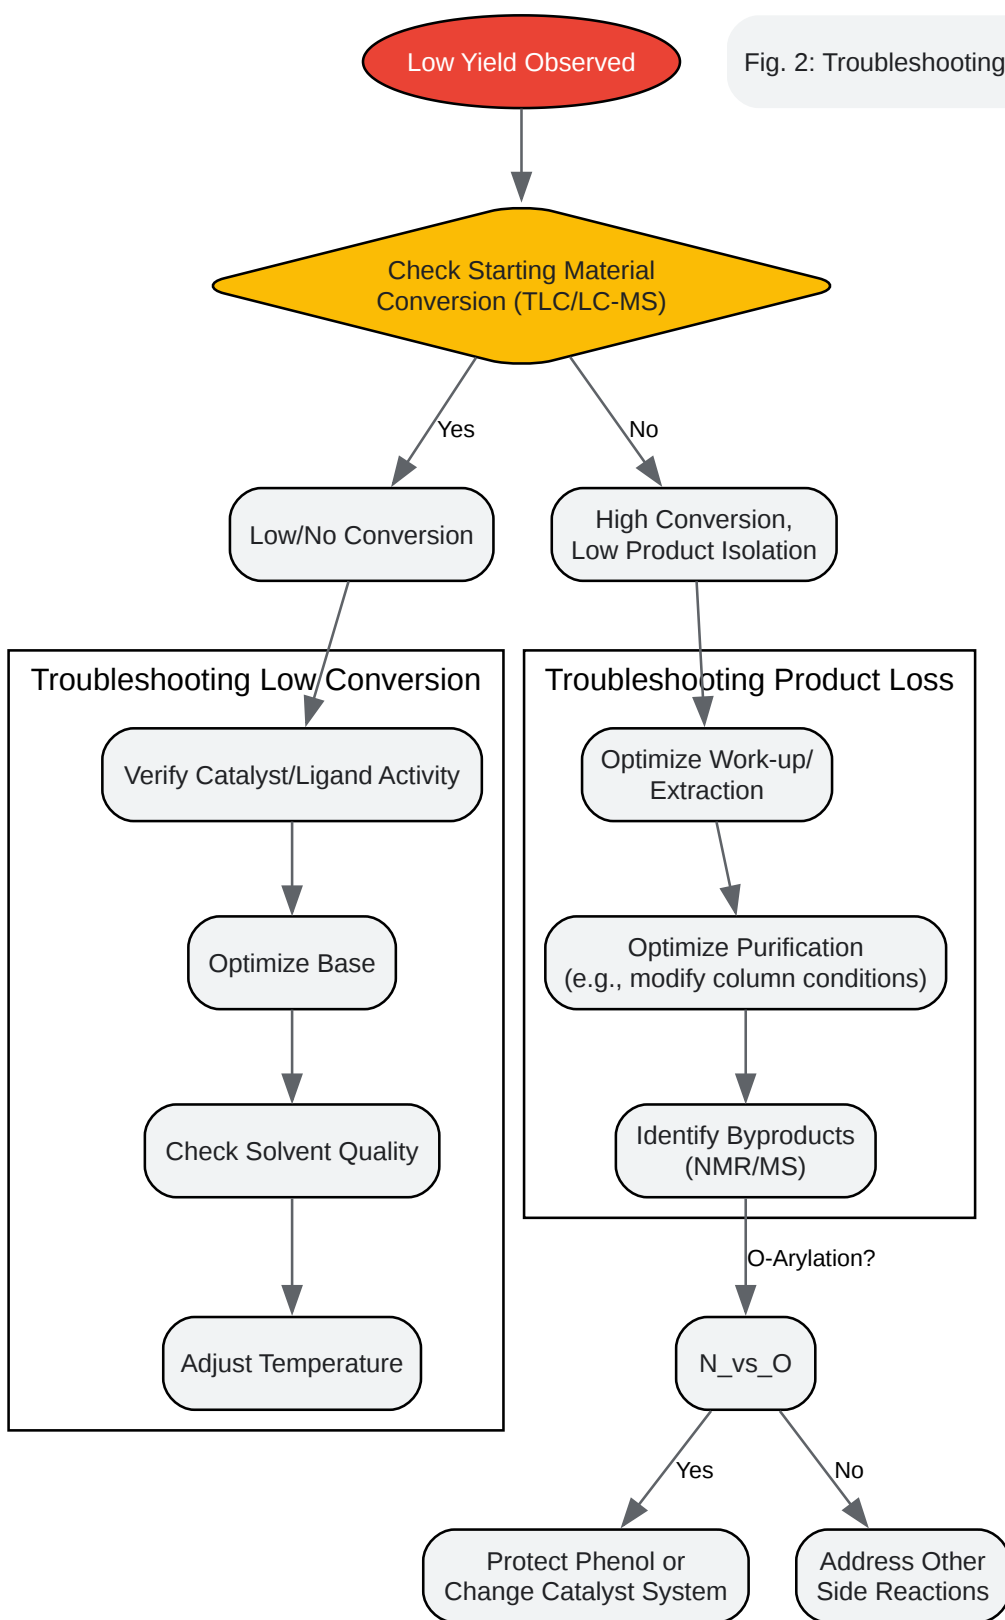 Low Yield Observed
Fig. 2: Troubleshooting
Check Starting Material
Conversion (TLC/LC-MS)
Yes
No
Low/No Conversion
High Conversion,
Low Product Isolation
Troubleshooting Low Conversion
Troubleshooting Product Loss
Verify Catalyst/Ligand Activity
Optimize Work-up/
Extraction
Optimize Base
Optimize Purification
(e.g., modify column conditions)
Check Solvent Quality
Identify Byproducts
(NMR/MS)
O-Arylation?
Adjust Temperature
N_vs_O
Yes
No
Protect Phenol or
Change Catalyst System
Address Other
Side Reactions